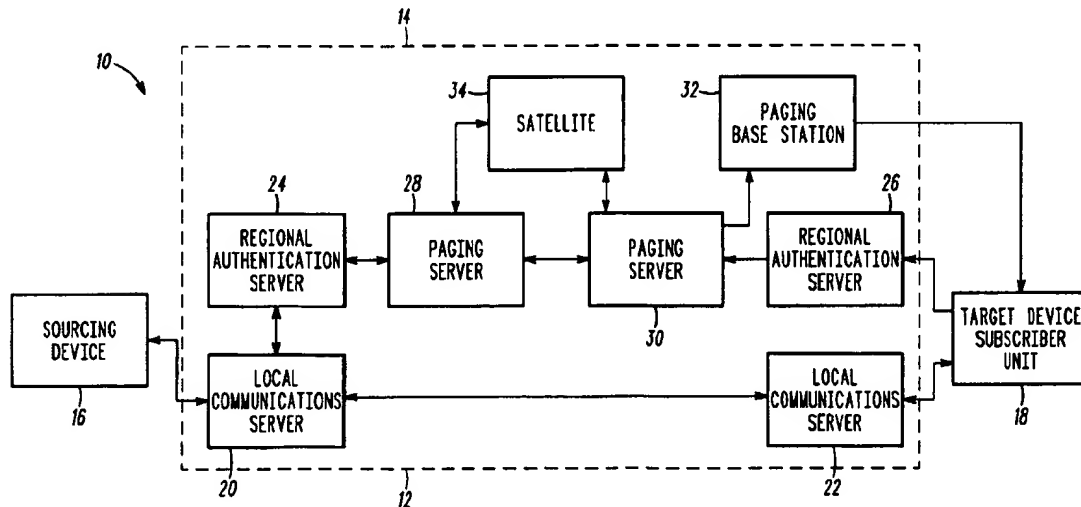 14
10
34
SATELLITE
32
PAGING
BASE STATION
24
REGIONAL
AUTHENTICATION
SERVER
28
PAGING
SERVER
PAGING
SERVER
30
26
REGIONAL
AUTHENTICATION
SERVER
SOURCING
DEVICE
16
LOCAL
COMMUNICATIONS
SERVER
20
12
LOCAL
COMMUNICATIONS
SERVER
22
TARGET DEVICE
SUBSCRIBER
UNIT
18